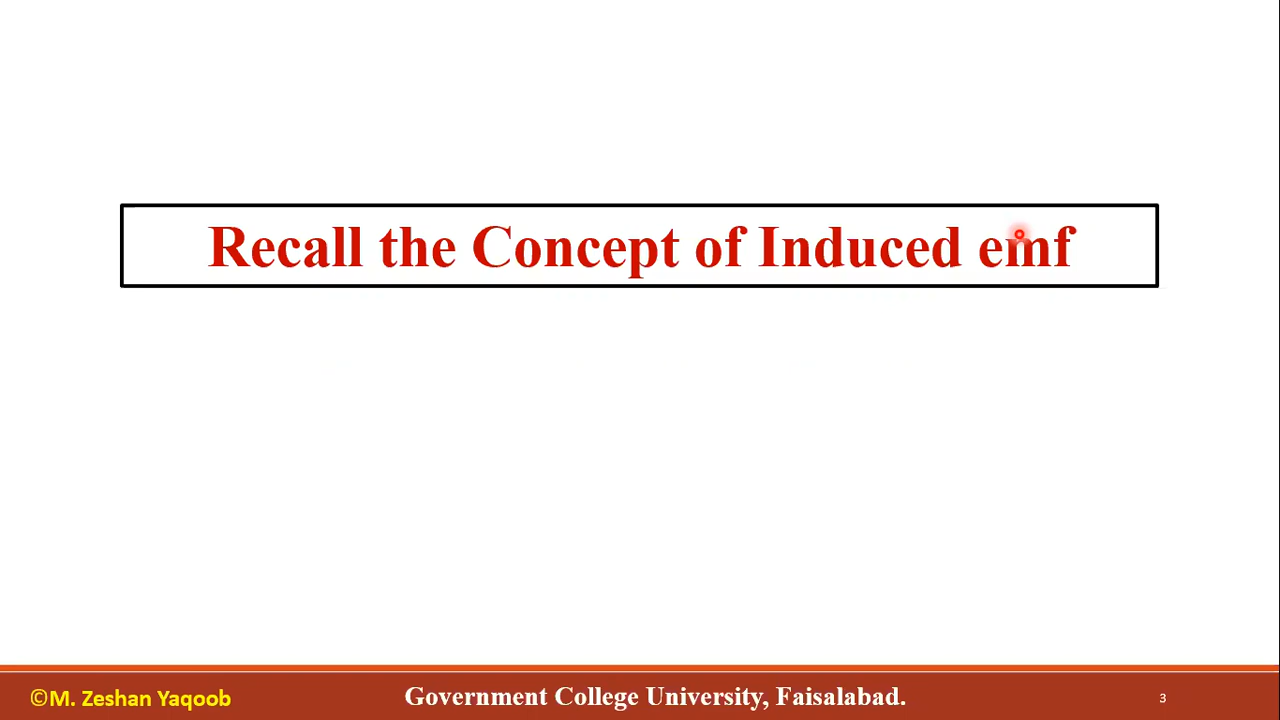 Recall the Concept of Induced emf
©M. Zeshan Yaqoob
Government College University, Faisalabad.
3